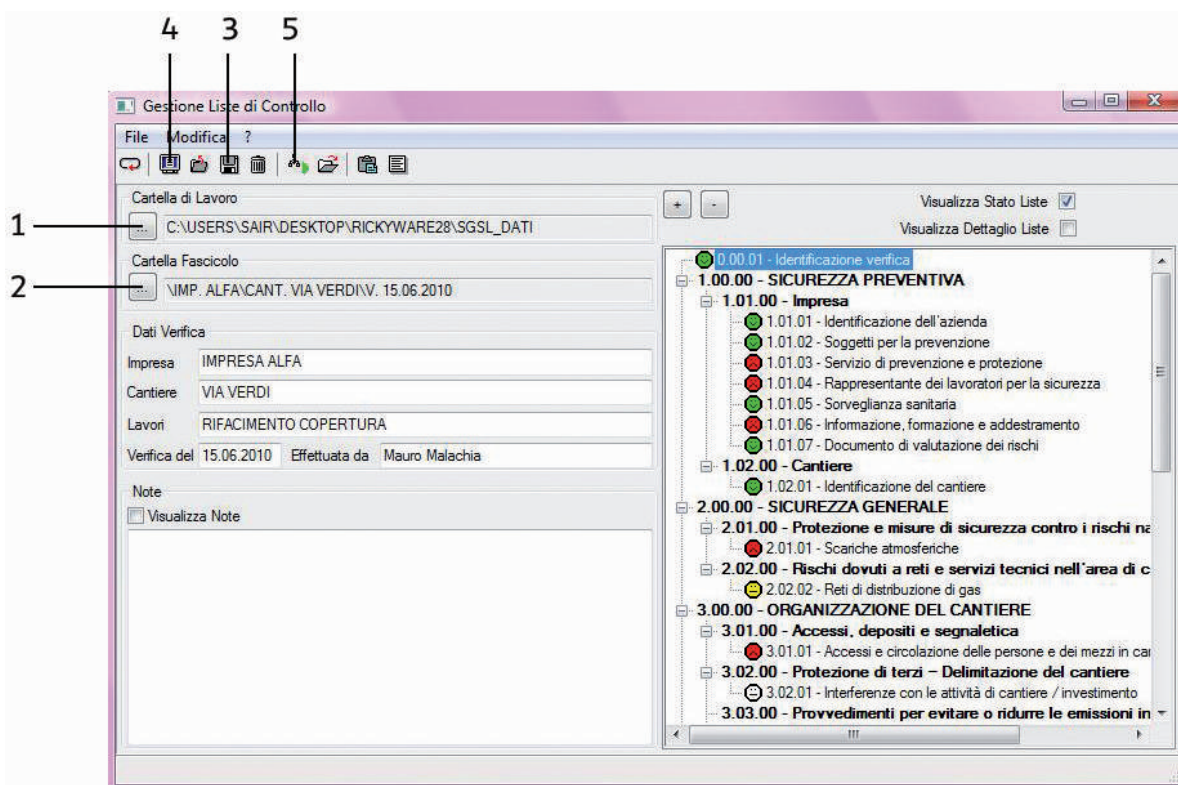 4 3 5
Gestione Liste di Controllo
File Modifica ?
Cartella di Lavoro
1
... C:\USERS\SAIR\DESKTOP\RICKYWARE28\SGSL_DATI
Cartella Fascicolo
2
... \IMP. ALFA\CANT. VIA VERDI\V. 15.06.2010
Dati Verifica
Impresa IMPRESA ALFA
Cantiere VIA VERDI
Lavori RIFACIMENTO COPERTURA
Verifica del 15.06.2010 Effettuata da Mauro Malachia
Note
Visualizza Note
+ - Visualizza Stato Liste
Visualizza Dettaglio Liste
0.00.01 - Identificazione verifica
1.00.00 - SICUREZZA PREVENTIVA
1.01.00 - Impresa
1.01.01 - Identificazione dell'azienda
1.01.02 - Soggetti per la prevenzione
1.01.03 - Servizio di prevenzione e protezione
1.01.04 - Rappresentante dei lavoratori per la sicurezza
1.01.05 - Sorveglianza sanitaria
1.01.06 - Informazione, formazione e addestramento
1.01.07 - Documento di valutazione dei rischi
1.02.00 - Cantiere
1.02.01 - Identificazione del cantiere
2.00.00 - SICUREZZA GENERALE
2.01.00 - Protezione e misure di sicurezza contro i rischi na
2.01.01 - Scariche atmosferiche
2.02.00 - Rischi dovuti a reti e servizi tecnici nell'area di c
2.02.02 - Reti di distribuzione di gas
3.00.00 - ORGANIZZAZIONE DEL CANTIERE
3.01.00 - Accessi, depositi e segnaletica
3.01.01 - Accessi e circolazione delle persone e dei mezzi in can
3.02.00 - Protezione di terzi – Delimitazione del cantiere
3.02.01 - Interferenze con le attività di cantiere / investimento
3.03.00 - Provvedimenti per evitare o ridurre le emissioni in